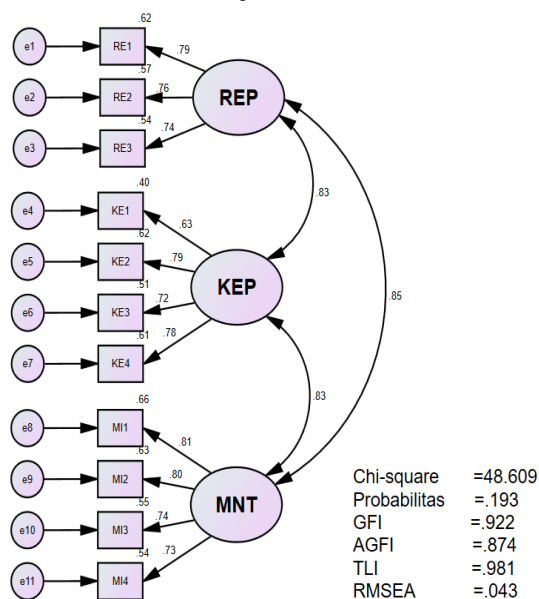 .62
e1 RE1 .79
.57
e2 RE2 .76 REP
.54
e3 RE3 .74
.83
.40
e4 KE1 .63
.62
e5 KE2 .79
.51 KEP .85
e6 KE3 .72
.61 .78
e7 KE4
.83
.66
e8 MI1 .81
.63
e9 MI2 .80
.55 MNT
e10 MI3 .74
.54 .73
e11 MI4
Chi-square =48.609
Probabilitas =.193
GFI =.922
AGFI =.874
TLI =.981
RMSEA =.043